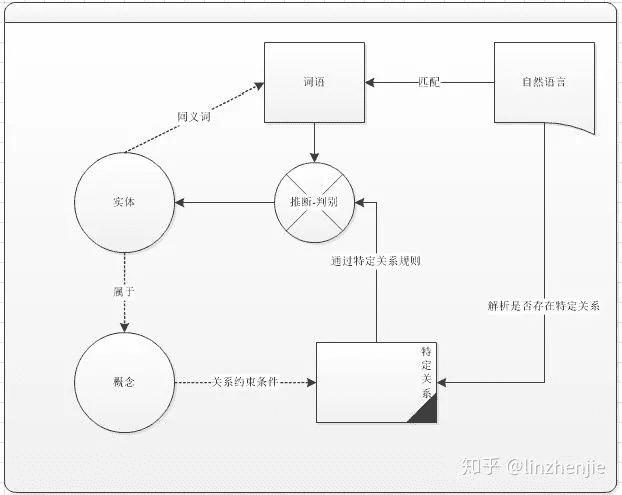 词语
匹配
自然语言
同义词
实体
推断-判别
通过特定关系规则
属于
解析是否存在特定关系
特定关系
概念
关系约束条件
知乎 @linzhenjie